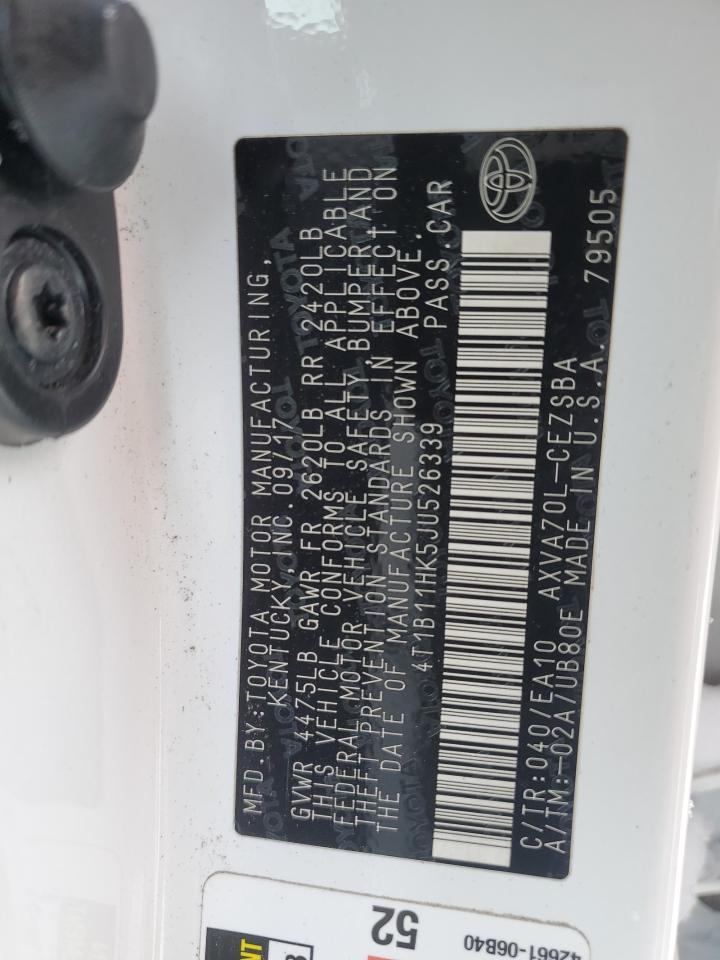 MFD.BY:TOYOTA MOTOR MANUFACTURING,
KENTUCKY,INC.09/17
GVWR 4475LB GAWR FR 2620LB RR 2420LB
THIS VEHICLE CONFORMS TO ALL APPLICABLE
FEDERAL MOTOR VEHICLE SAFETY,BUMPER,AND
THEFT PREVENTION STANDARDS IN EFFECT ON
THE DATE OF MANUFACTURE SHOWN ABOVE.
4T1B11HK5JU526339 PASS.CAR
C/TR:040/EA10 AXVA70L-CEZSBA
A/TM:-02A/UB80E MADE IN U.S.A. 79505
52
42661-06B40